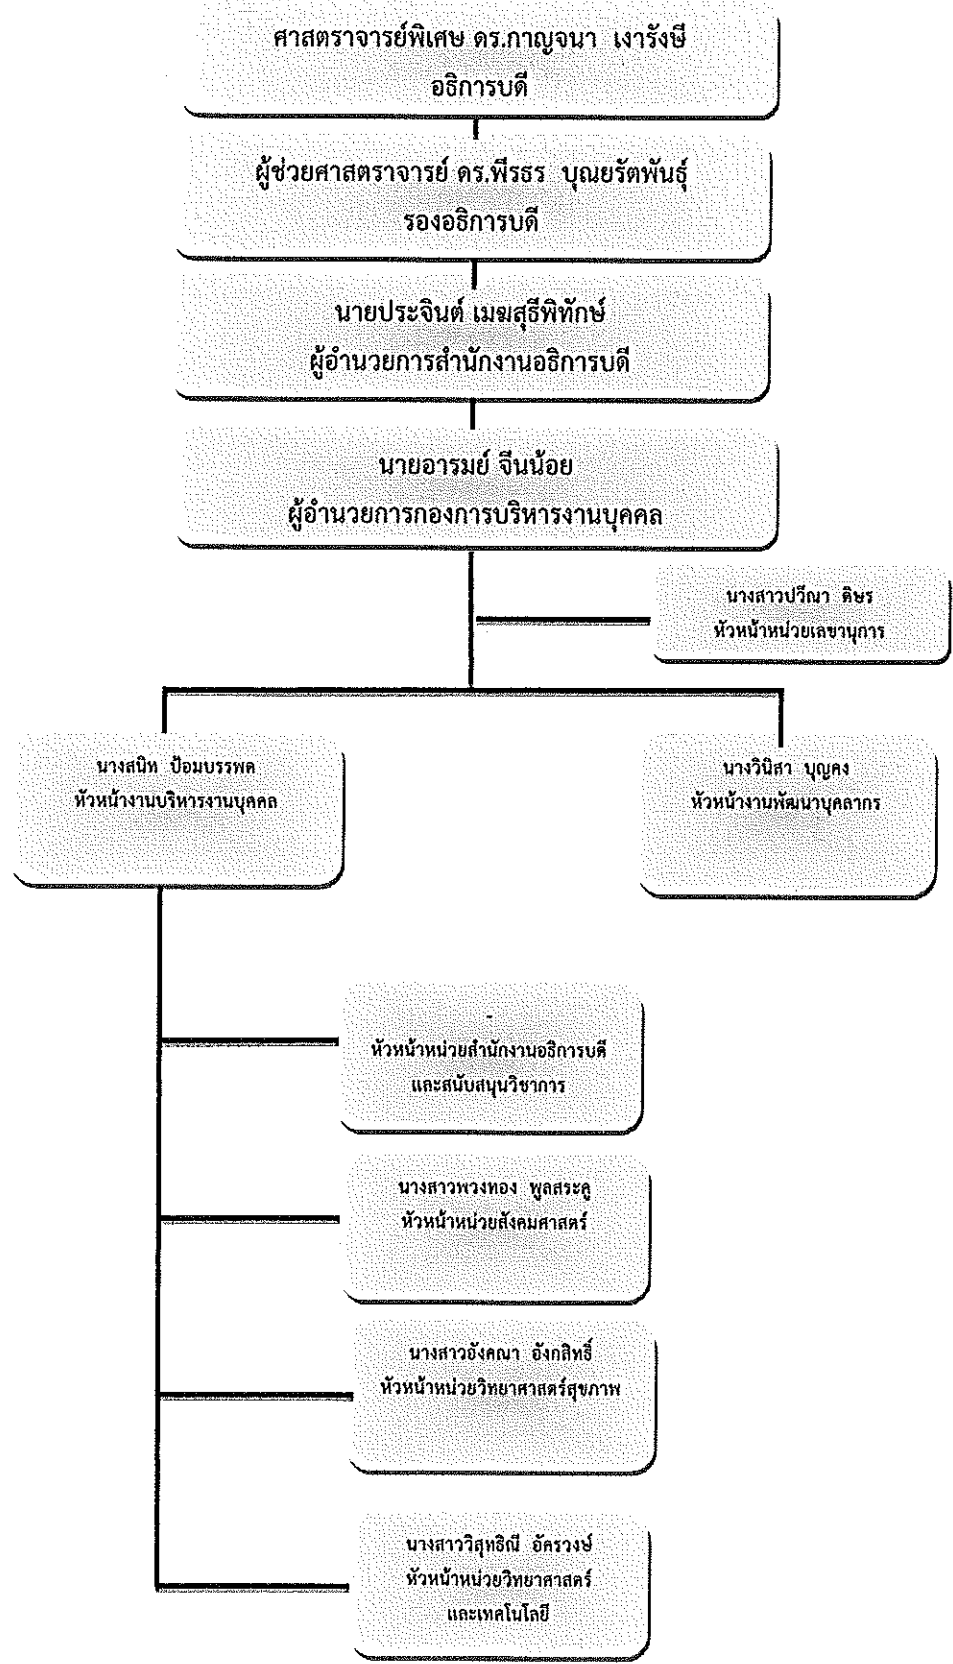 ศาสตราจารย์พิเศษ ดร.กาญจนา เงารังษี
อธิการบดี
ผู้ช่วยศาสตราจารย์ ดร.พีรธร บุณยรัตพันธุ์
รองอธิการบดี
นายประจินต์ เมฆสุธีพิทักษ์
ผู้อำนวยการสำนักงานอธิการบดี
นายอารมย์ จีนน้อย
ผู้อำนวยการกองการบริหารงานบุคคล
นางสาวปวีณา ดิษร
หัวหน้าหน่วยเลขานุการ
นางสนิท ป้อมบรรพต
หัวหน้างานบริหารงานบุคคล
นางวินิสา บุญคง
หัวหน้างานพัฒนาบุคลากร
-
หัวหน้าหน่วยสำนักงานอธิการบดี
และสนับสนุนวิชาการ
นางสาวพวงทอง พูลสระคู
หัวหน้าหน่วยสังคมศาสตร์
นางสาวอังคณา อังกสิทธิ์
หัวหน้าหน่วยวิทยาศาสตร์สุขภาพ
นางสาววิสุทธิณี อัครวงษ์
หัวหน้าหน่วยวิทยาศาสตร์
และเทคโนโลยี